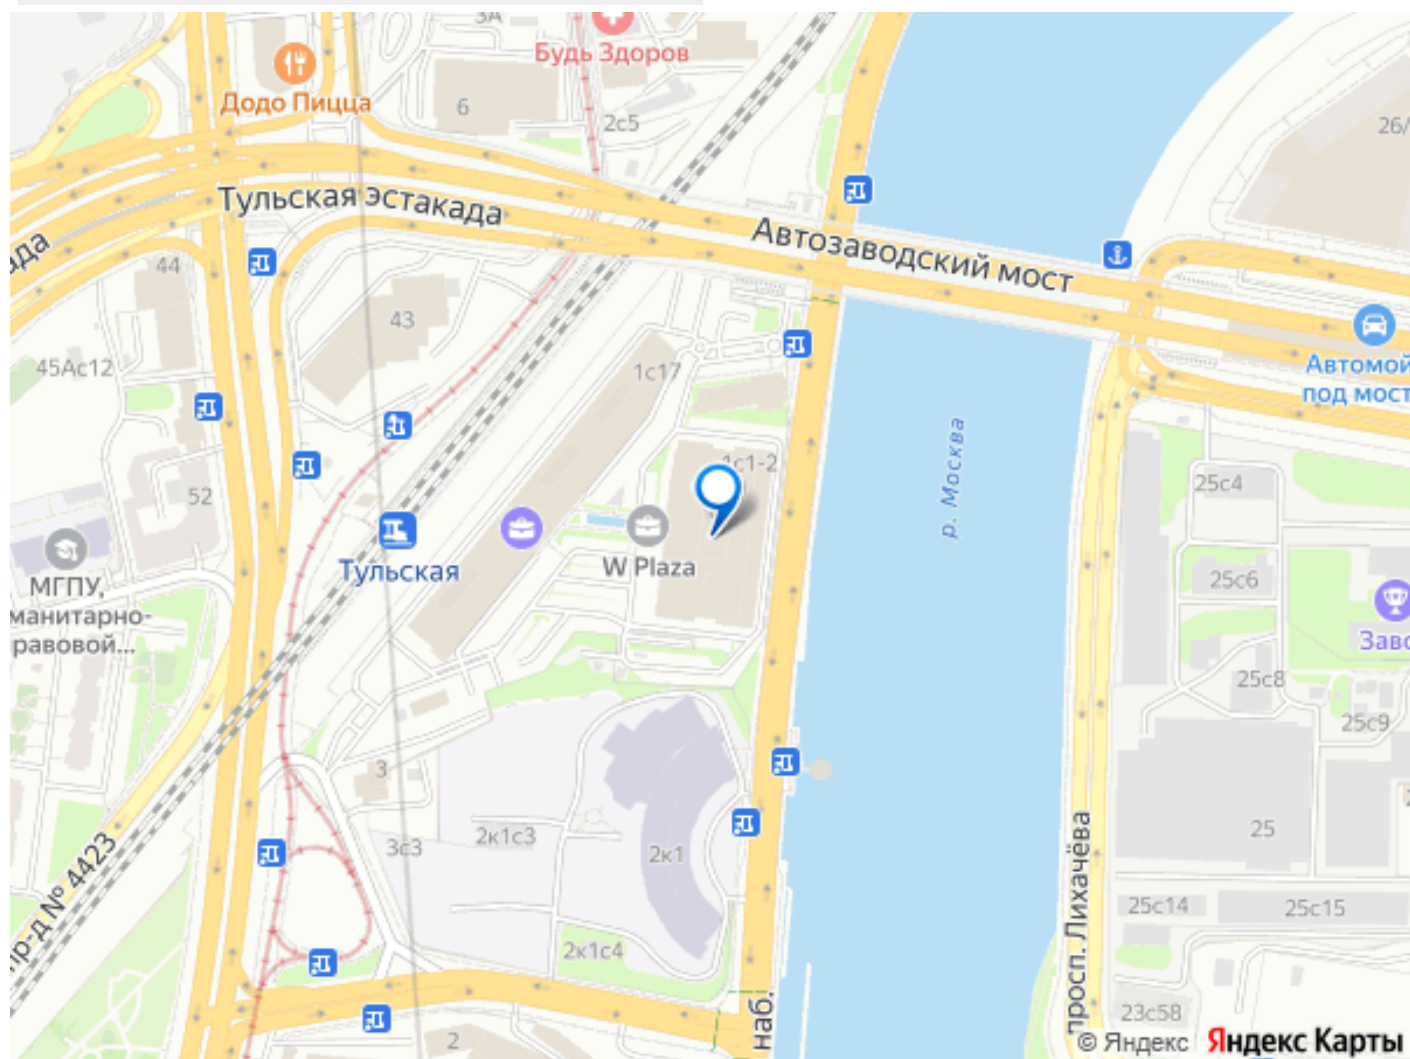 3А
Будь Здоров
Додо Пицца
6
2с5
26/
Тульская эстакада
Автозаводский мост
ада
44
43
45Ас12
1с17
Автомой
под мост
1с1-2
52
р. Москва
25с4
W Plaza
Тульская
МГПУ,
манитарно-
равовой...
25с6
Заво
25с8
25с9
3
2к1с3
3с3
2к1
25
пр-д № 4423
просп. Лихачёва
25с14
25с15
2к1с4
наб.
23с58
2
© Яндекс Яндекс Карты